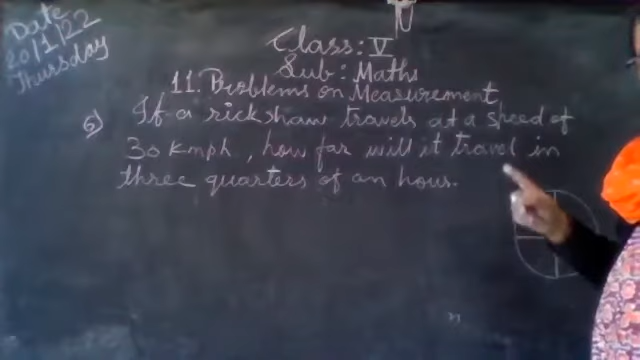 Date
20/1/22
Thursday
Class: V
Sub: Maths
11. Problems on Measurement
6) If a rickshaw travels at a speed of
30 kmph, how far will it travel in
three quarters of an hour.